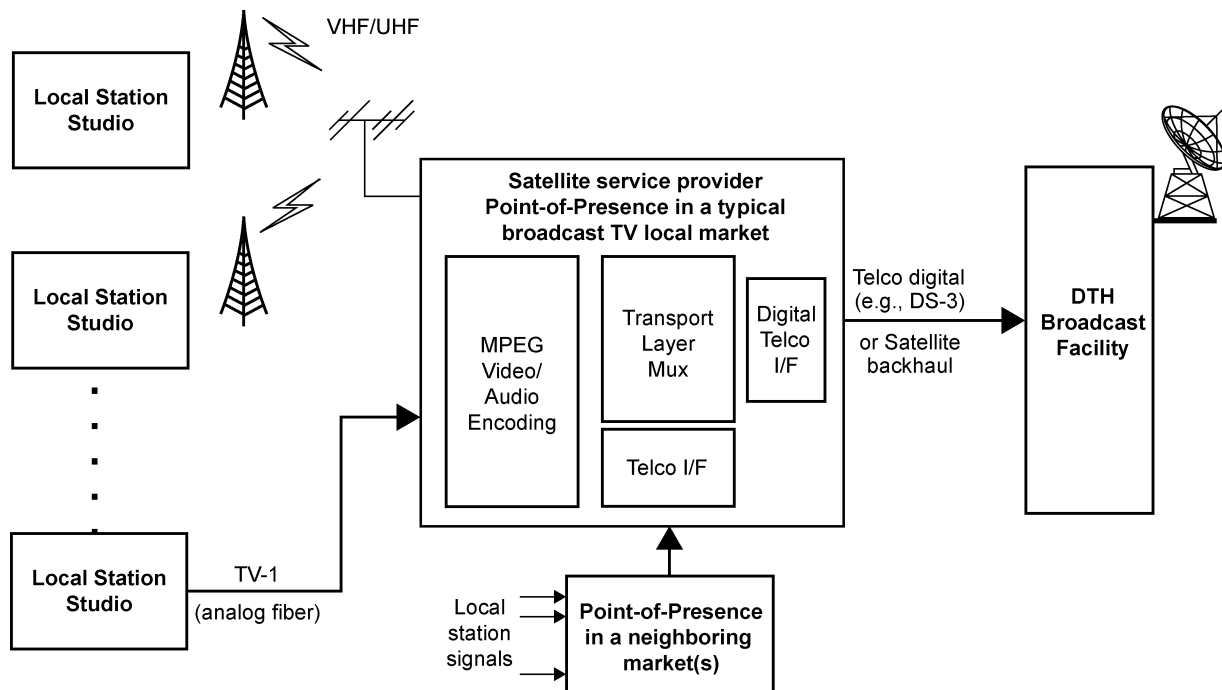 VHF/UHF
Local Station
Studio
Local Station
Studio
Local Station
Studio
TV-1
(analog fiber)
Satellite service provider
Point-of-Presence in a typical
broadcast TV local market
MPEG
Video/
Audio
Encoding
Transport
Layer
Mux
Digital
Telco
I/F
Telco I/F
Local
station
signals
Point-of-Presence
in a neighboring
market(s)
Telco digital
(e.g., DS-3)
or Satellite
backhaul
DTH
Broadcast
Facility